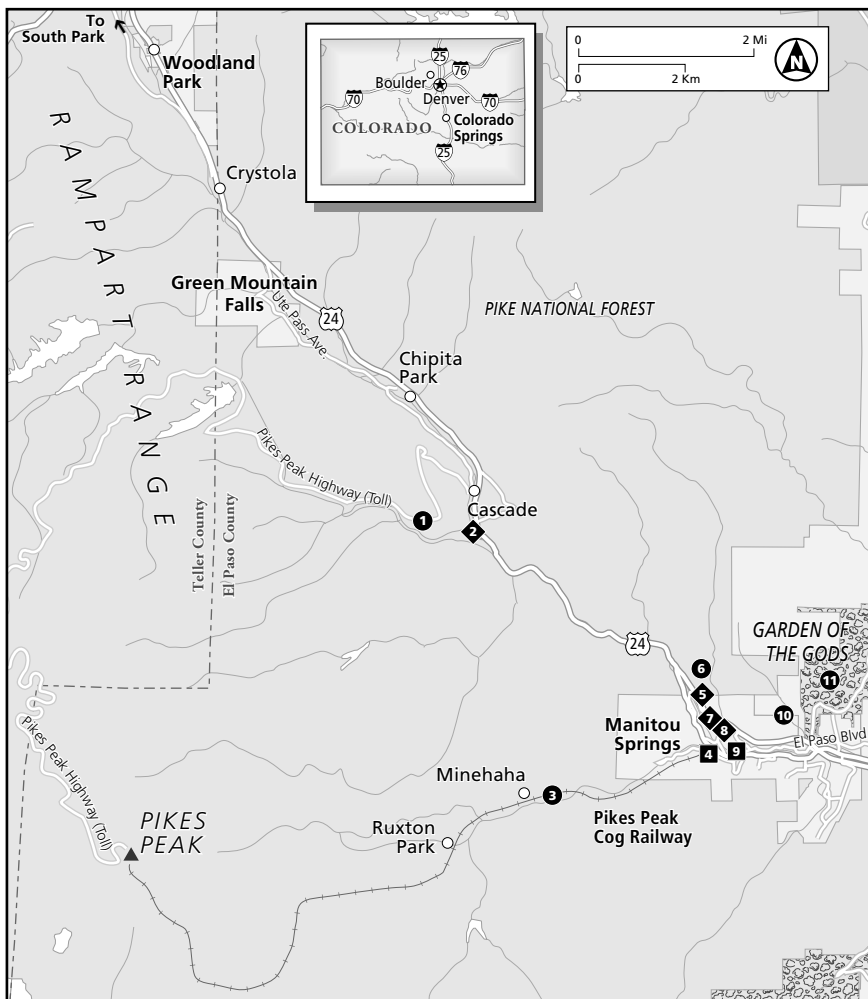 To
South Park
Woodland
Park
0 2 Mi
0 2 Km
N
25
76
Boulder
70
Denver
70
COLORADO
Colorado
Springs
25
Crystola
RAMPART RANGE
Green Mountain
Falls
Ute Pass Ave.
24
PIKE NATIONAL FOREST
Chipita
Park
Pikes Peak Highway (Toll)
1
Cascade
2
Teller County
El Paso County
24
GARDEN OF
THE GODS
6
11
5
10
7
8
Manitou
Springs
El Paso Blvd
4
9
Pikes Peak Highway (Toll)
Minehaha
3
Pikes Peak
Cog Railway
PIKES
PEAK
Ruxton
Park